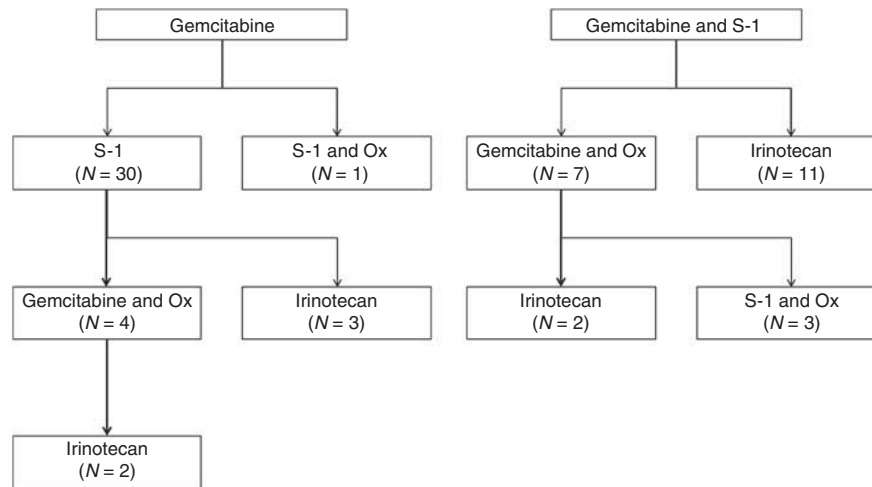 Gemcitabine
Gemcitabine and S-1
S-1
(N = 30)
S-1 and Ox
(N = 1)
Gemcitabine and Ox
(N = 7)
Irinotecan
(N = 11)
Gemcitabine and Ox
(N = 4)
Irinotecan
(N = 3)
Irinotecan
(N = 2)
S-1 and Ox
(N = 3)
Irinotecan
(N = 2)